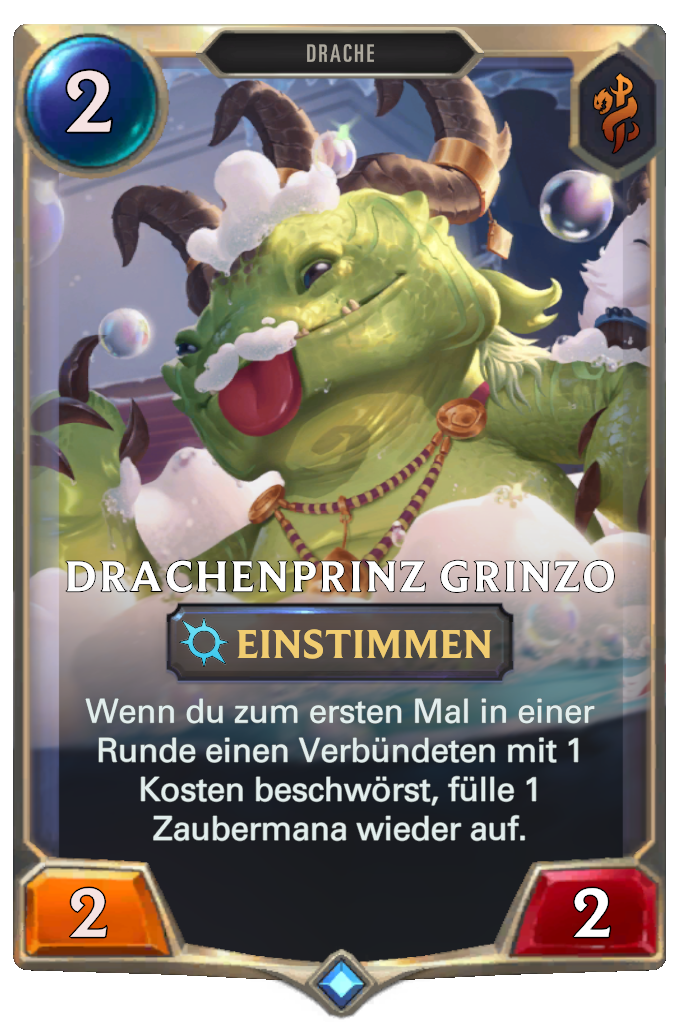 DRACHE
2
DRACHENPRINZ GRINZO
EINSTIMMEN
Wenn du zum ersten Mal in einer
Runde einen Verbündeten mit 1
Kosten beschwörst, fülle 1
Zaubermana wieder auf.
2
2